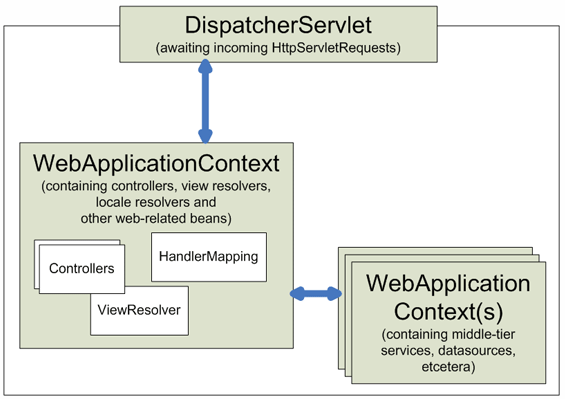 DispatcherServlet
(awaiting incoming HttpServletRequests)
WebApplicationContext
(containing controllers, view resolvers,
locale resolvers and
other web-related beans)
Controllers
HandlerMapping
ViewResolver
WebApplication
Context(s)
(containing middle-tier
services, datasources,
etcetera)